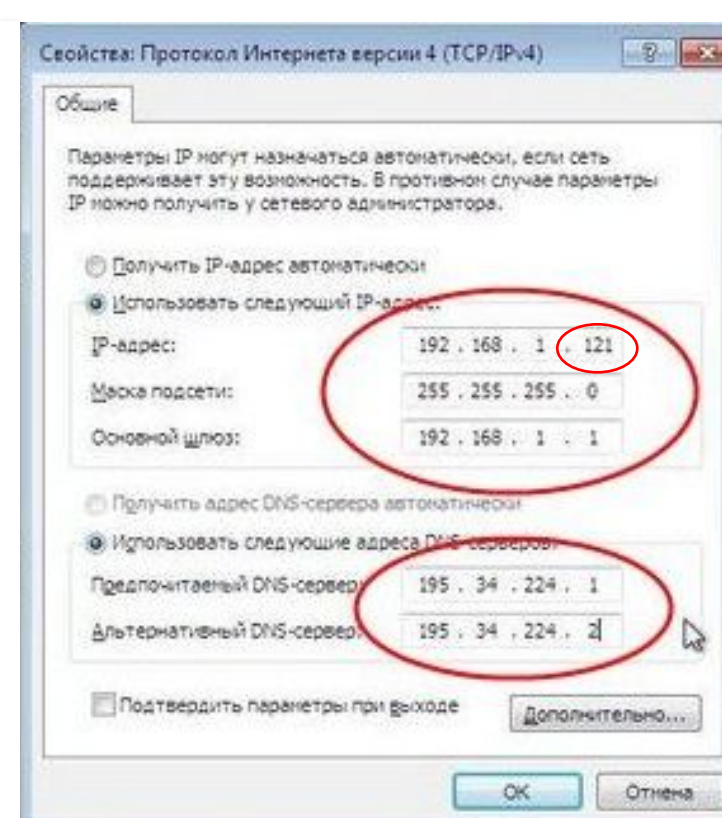 Свойства: Протокол Интернета версии 4 (TCP/IPv4)
Общие
Параметры IP могут назначаться автоматически, если сеть
поддерживает эту возможность. В противном случае параметры
IP можно получить у сетевого администратора.
Получить IP-адрес автоматически
Использовать следующий IP-адрес:
IP-адрес: 192 . 168 . 1 . 121
Маска подсети: 255 . 255 . 255 . 0
Основной шлюз: 192 . 168 . 1 . 1
Получить адрес DNS-сервера автоматически
Использовать следующие адреса DNS-серверов:
Предпочитаемый DNS-сервер: 195 . 34 . 224 . 1
Альтернативный DNS-сервер: 195 . 34 . 224 . 2
Подтвердить параметры при выходе
Дополнительно...
ОК Отмена